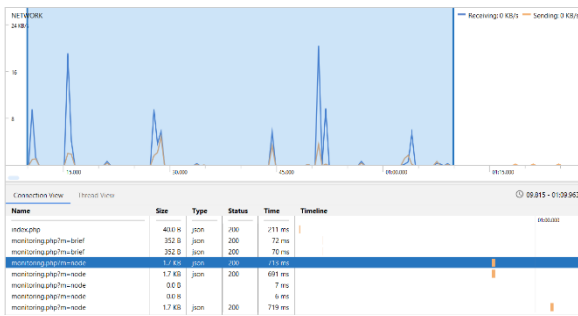 NETWORK
Receiving: 0 KB/s Sending: 0 KB/s
24 KB/s
16
8
15.000 30.000 45.000 01:00.000 01:15.000
Connection View Thread View 09.815 - 01:09.963
Name Size Type Status Time Timeline
01:00.000
index.php 40.0 B json 200 211 ms
monitoring.php?m=brief 352 B json 200 72 ms
monitoring.php?m=brief 352 B json 200 70 ms
monitoring.php?m=node 1.7 KB json 200 713 ms
monitoring.php?m=node 1.7 KB json 200 691 ms
monitoring.php?m=node 0.0 B 7 ms
monitoring.php?m=node 0.0 B 6 ms
monitoring.php?m=node 1.7 KB json 200 719 ms